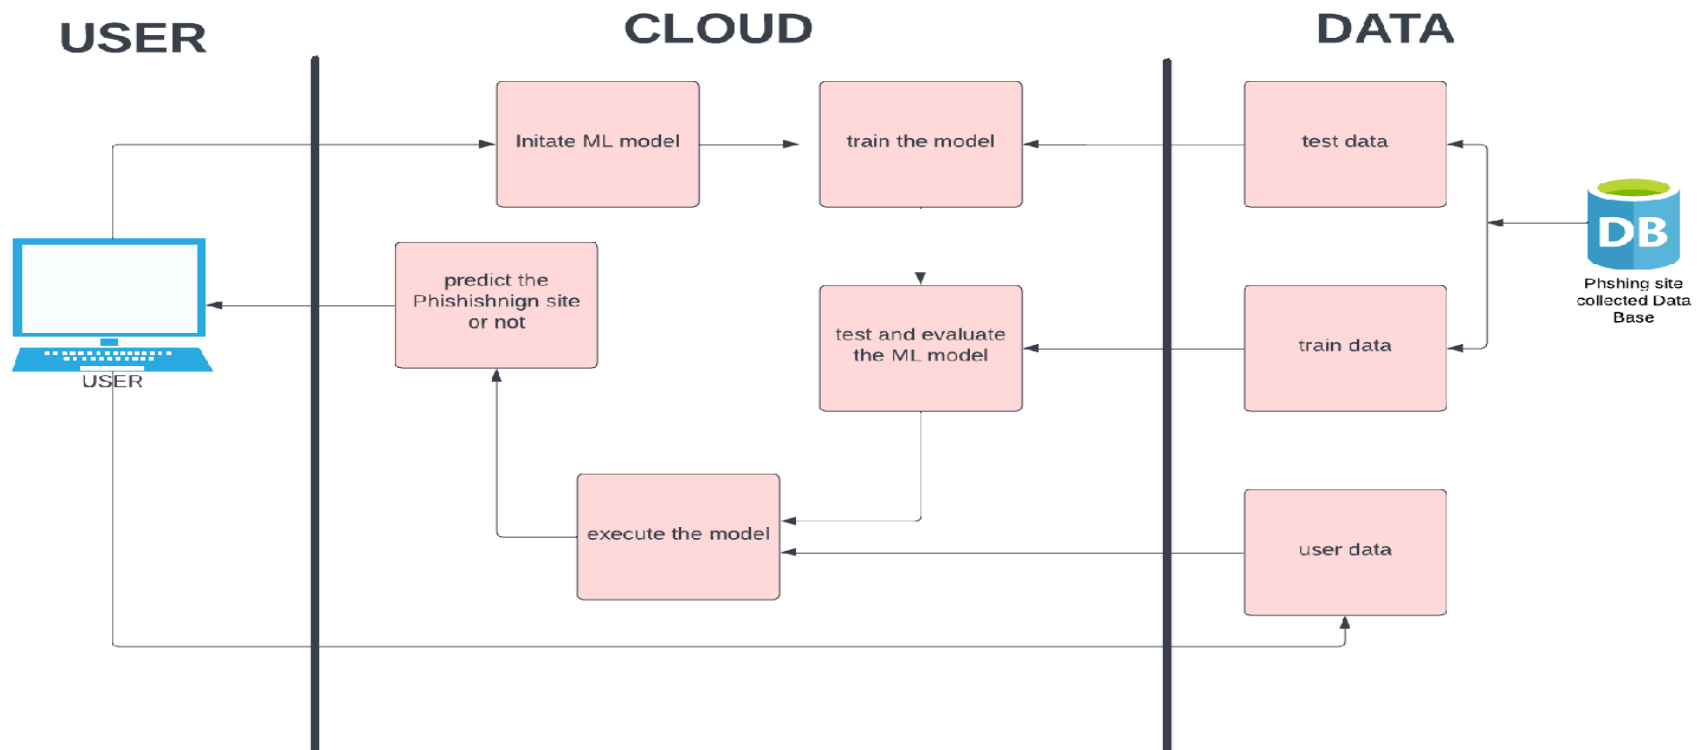 USER
CLOUD
DATA
Initate ML model
train the model
test data
DB
Phshing site
collected Data
Base
predict the
Phishishnign site
or not
test and evaluate
the ML model
train data
USER
execute the model
user data